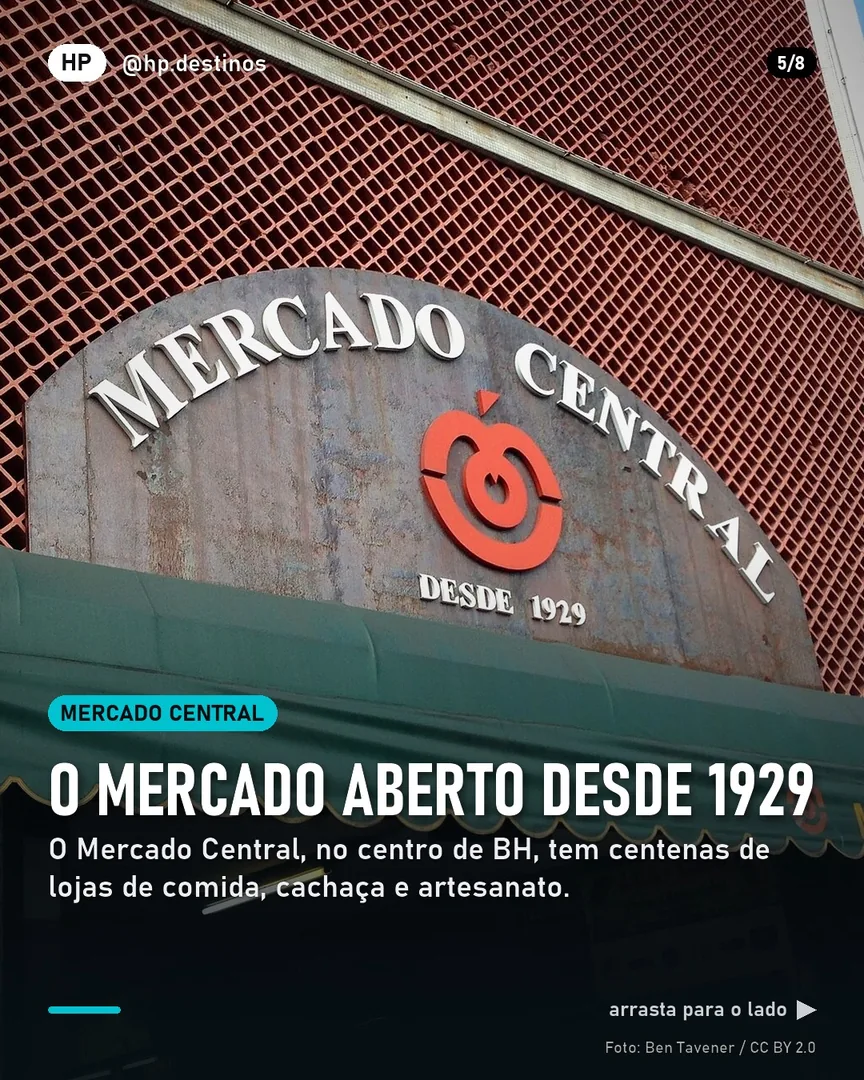 HP @hp.destinos 5/8
MERCADO CENTRAL
DESDE 1929
MERCADO CENTRAL
O MERCADO ABERTO DESDE 1929
O Mercado Central, no centro de BH, tem centenas de
lojas de comida, cachaça e artesanato.
arrasta para o lado ▶
Foto: Ben Tavener / CC BY 2.0